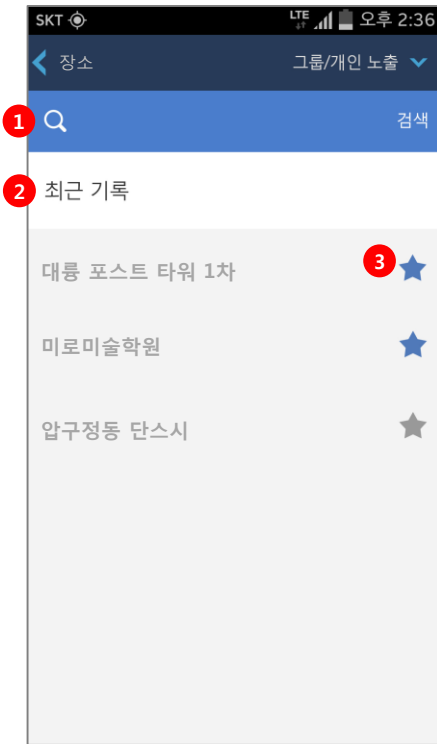 SKT LTE 오후 2:36
장소 그룹/개인 노출
1 검색
2 최근 기록
대륭 포스트 타워 1차 3
미로미술학원
압구정동 단스시